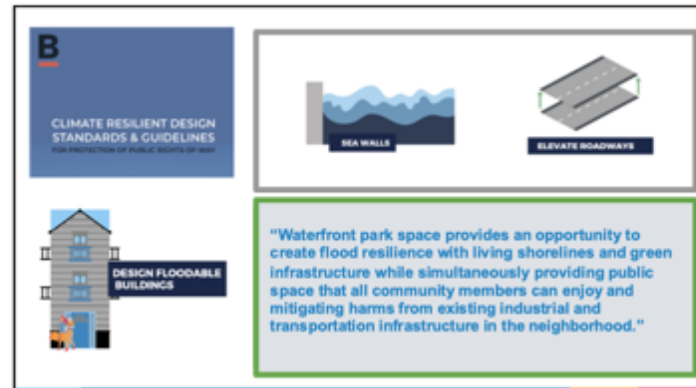 B
CLIMATE RESILIENT DESIGN
STANDARDS & GUIDELINES
FOR PROTECTION OF PUBLIC RIGHTS-OF-WAY
SEA WALLS
ELEVATE ROADWAYS
DESIGN FLOODABLE
BUILDINGS
"Waterfront park space provides an opportunity to
create flood resilience with living shorelines and green
infrastructure while simultaneously providing public
space that all community members can enjoy and
mitigating harms from existing industrial and
transportation infrastructure in the neighborhood."